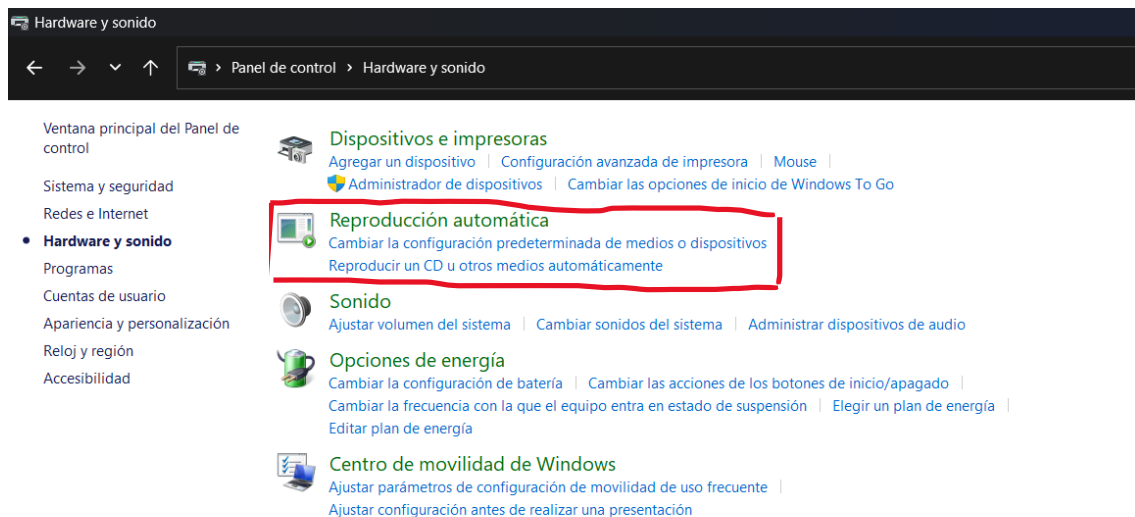 Hardware y sonido
Panel de control > Hardware y sonido
Ventana principal del Panel de
control
Sistema y seguridad
Redes e Internet
Hardware y sonido
Programas
Cuentas de usuario
Apariencia y personalización
Reloj y región
Accesibilidad
Dispositivos e impresoras
Agregar un dispositivo | Configuración avanzada de impresora | Mouse |
Administrador de dispositivos | Cambiar las opciones de inicio de Windows To Go
Reproducción automática
Cambiar la configuración predeterminada de medios o dispositivos
Reproducir un CD u otros medios automáticamente
Sonido
Ajustar volumen del sistema | Cambiar sonidos del sistema | Administrar dispositivos de audio
Opciones de energía
Cambiar la configuración de batería | Cambiar las acciones de los botones de inicio/apagado |
Cambiar la frecuencia con la que el equipo entra en estado de suspensión | Elegir un plan de energía |
Editar plan de energía
Centro de movilidad de Windows
Ajustar parámetros de configuración de movilidad de uso frecuente |
Ajustar configuración antes de realizar una presentación